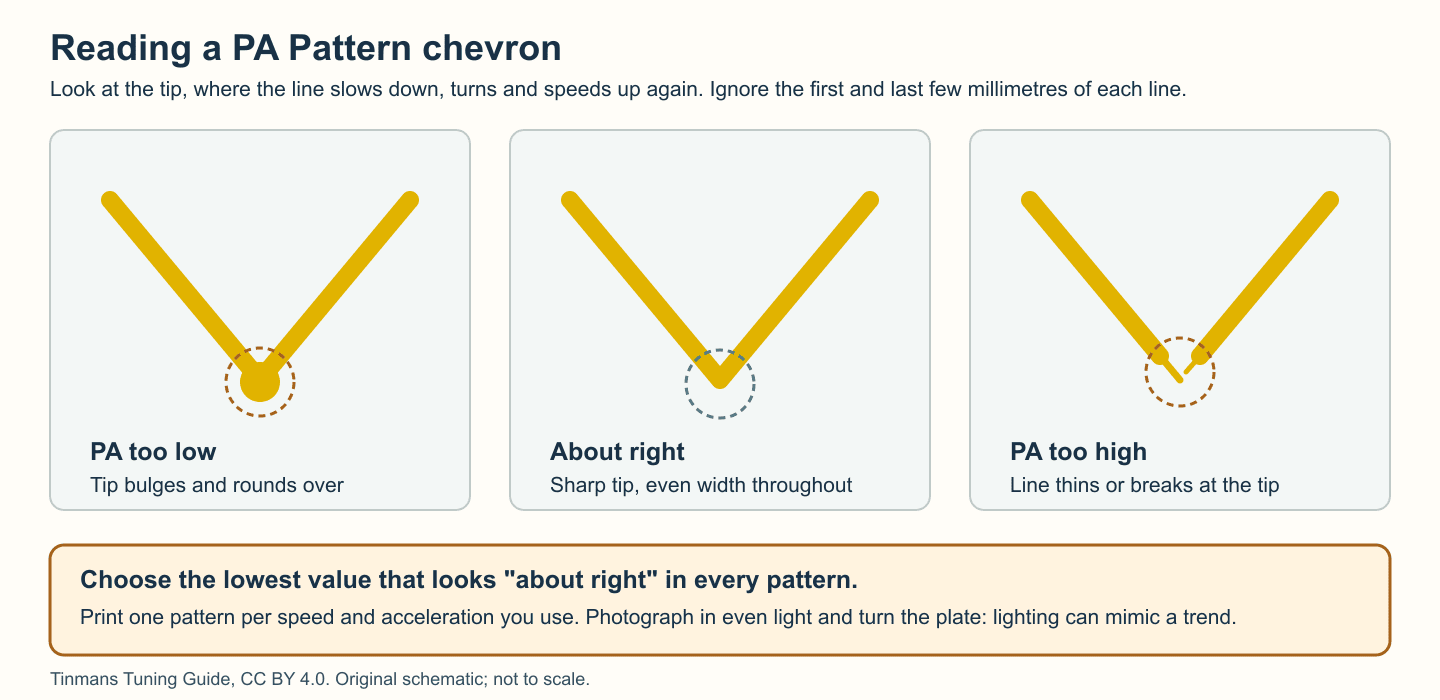 Reading a PA Pattern chevron
Look at the tip, where the line slows down, turns and speeds up again. Ignore the first and last few millimetres of each line.
PA too low
Tip bulges and rounds over
About right
Sharp tip, even width throughout
PA too high
Line thins or breaks at the tip
Choose the lowest value that looks "about right" in every pattern.
Print one pattern per speed and acceleration you use. Photograph in even light and turn the plate: lighting can mimic a trend.
Tinmans Tuning Guide, CC BY 4.0. Original schematic; not to scale.